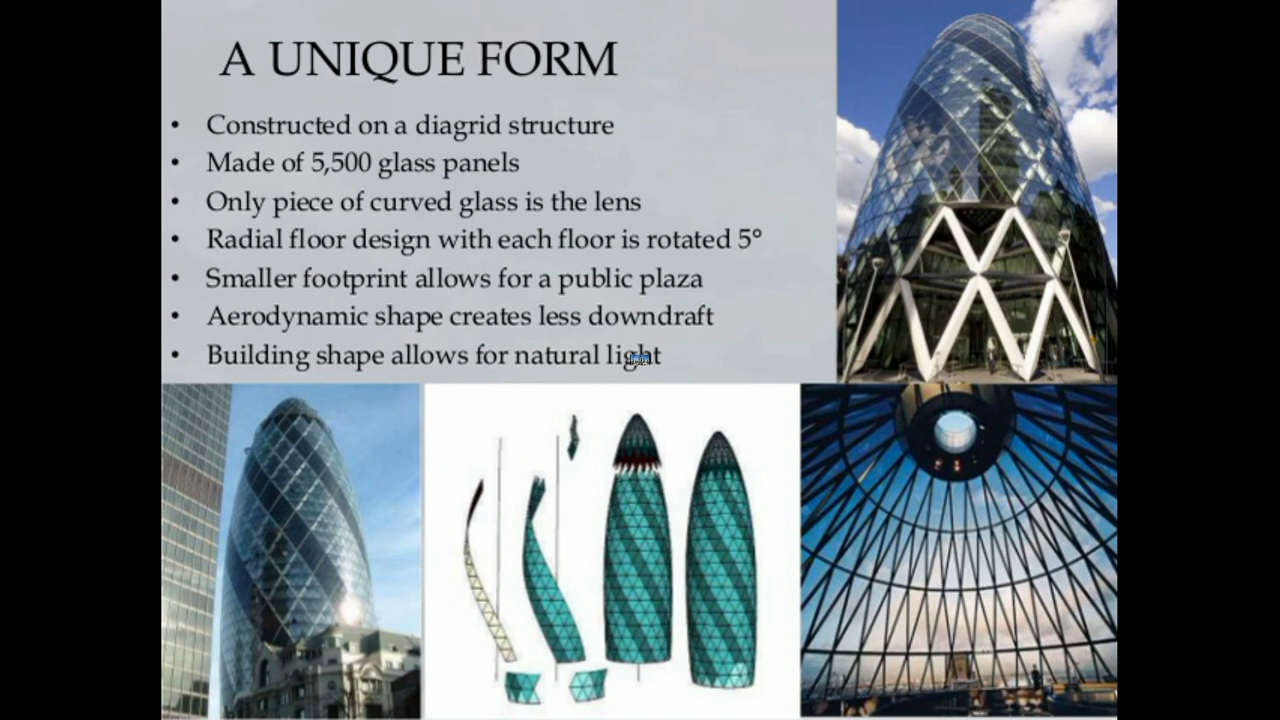 A UNIQUE FORM
• Constructed on a diagrid structure
• Made of 5,500 glass panels
• Only piece of curved glass is the lens
• Radial floor design with each floor is rotated 5°
• Smaller footprint allows for a public plaza
• Aerodynamic shape creates less downdraft
• Building shape allows for natural light